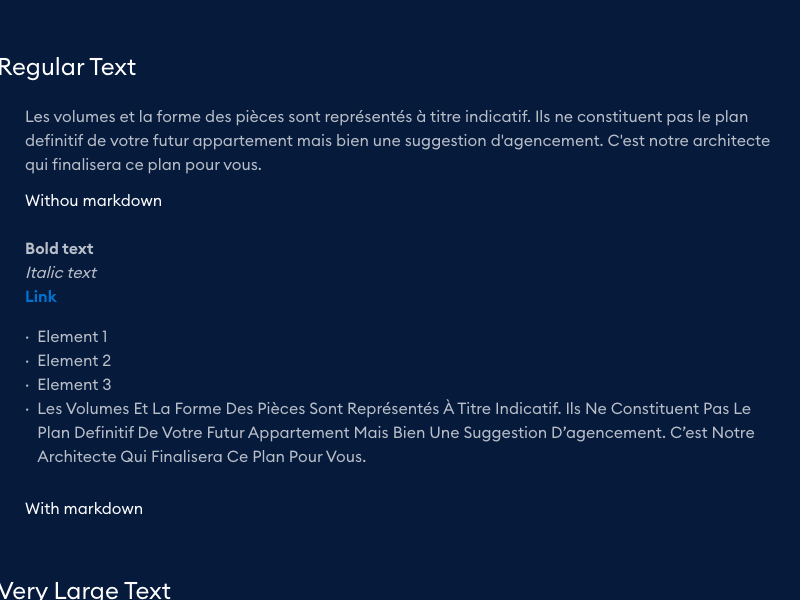 Regular Text
Les volumes et la forme des pièces sont représentés à titre indicatif. Ils ne constituent pas le plan
definitif de votre futur appartement mais bien une suggestion d'agencement. C'est notre architecte
qui finalisera ce plan pour vous.
Withou markdown
Bold text
Italic text
Link
· Element 1
· Element 2
· Element 3
· Les Volumes Et La Forme Des Pièces Sont Représentés À Titre Indicatif. Ils Ne Constituent Pas Le
Plan Definitif De Votre Futur Appartement Mais Bien Une Suggestion D’agencement. C’est Notre
Architecte Qui Finalisera Ce Plan Pour Vous.
With markdown
Very Large Text